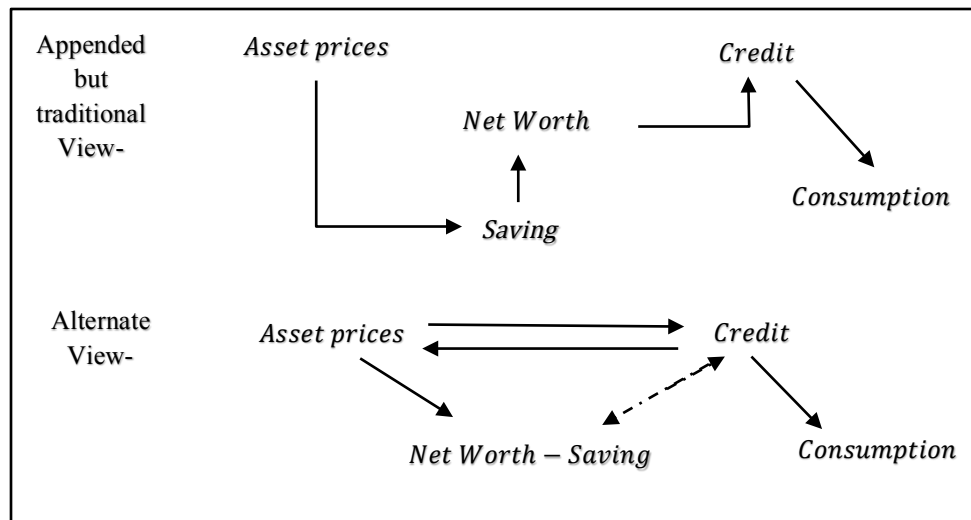 Appended
but
traditional
View-
Asset prices
Credit
Net Worth
Consumption
Saving
Alternate
View-
Asset prices
Credit
Net Worth – Saving
Consumption